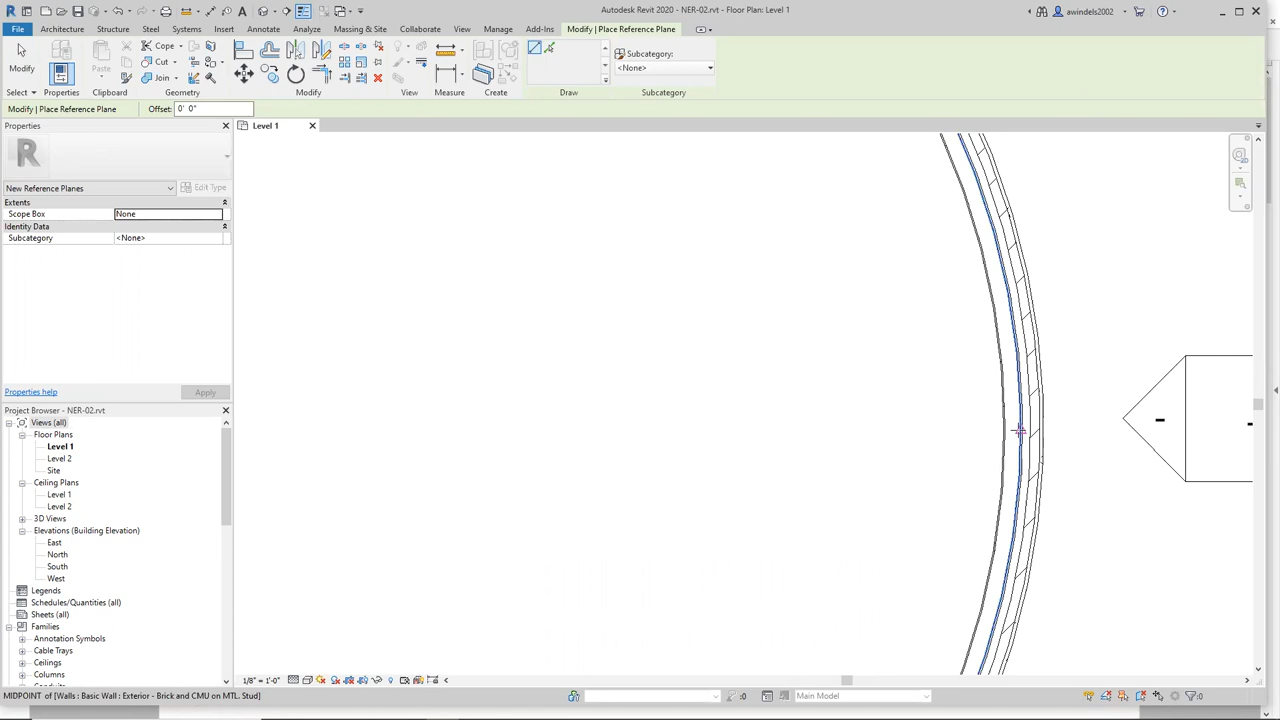 Autodesk Revit 2020 - NER-02.rvt - Floor Plan: Level 1
awindels2002
File
Architecture
Structure
Steel
Systems
Insert
Annotate
Analyze
Massing & Site
Collaborate
View
Manage
Add-Ins
Modify | Place Reference Plane
Modify
Paste
Cope
Cut
Join
Subcategory:
<None>
Select
Properties
Clipboard
Geometry
Modify
View
Measure
Create
Draw
Subcategory
Modify | Place Reference Plane
Offset:
0' 0"
Properties
Level 1
R
New Reference Planes
Edit Type
Extents
Scope Box
None
Identity Data
Subcategory
<None>
Properties help
Apply
Project Browser - NER-02.rvt
Views (all)
Floor Plans
Level 1
Level 2
Site
Ceiling Plans
Level 1
Level 2
3D Views
Elevations (Building Elevation)
East
North
South
West
Legends
Schedules/Quantities (all)
Sheets (all)
Families
Annotation Symbols
Cable Trays
Ceilings
Columns
1/8" = 1'-0"
MIDPOINT of [Walls : Basic Wall : Exterior - Brick and CMU on MTL. Stud]
:0
Main Model
:0